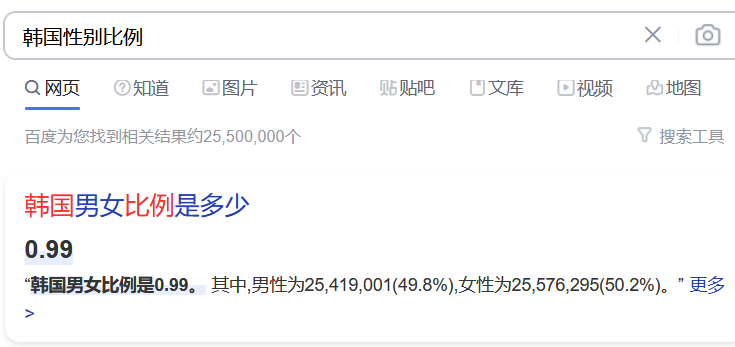 韩国性别比例
网页 知道 图片 资讯 贴吧 文库 视频 地图
百度为您找到相关结果约25,500,000个 搜索工具
韩国男女比例是多少
0.99
“韩国男女比例是0.99。 其中,男性为25,419,001(49.8%),女性为25,576,295(50.2%)。” 更多
>